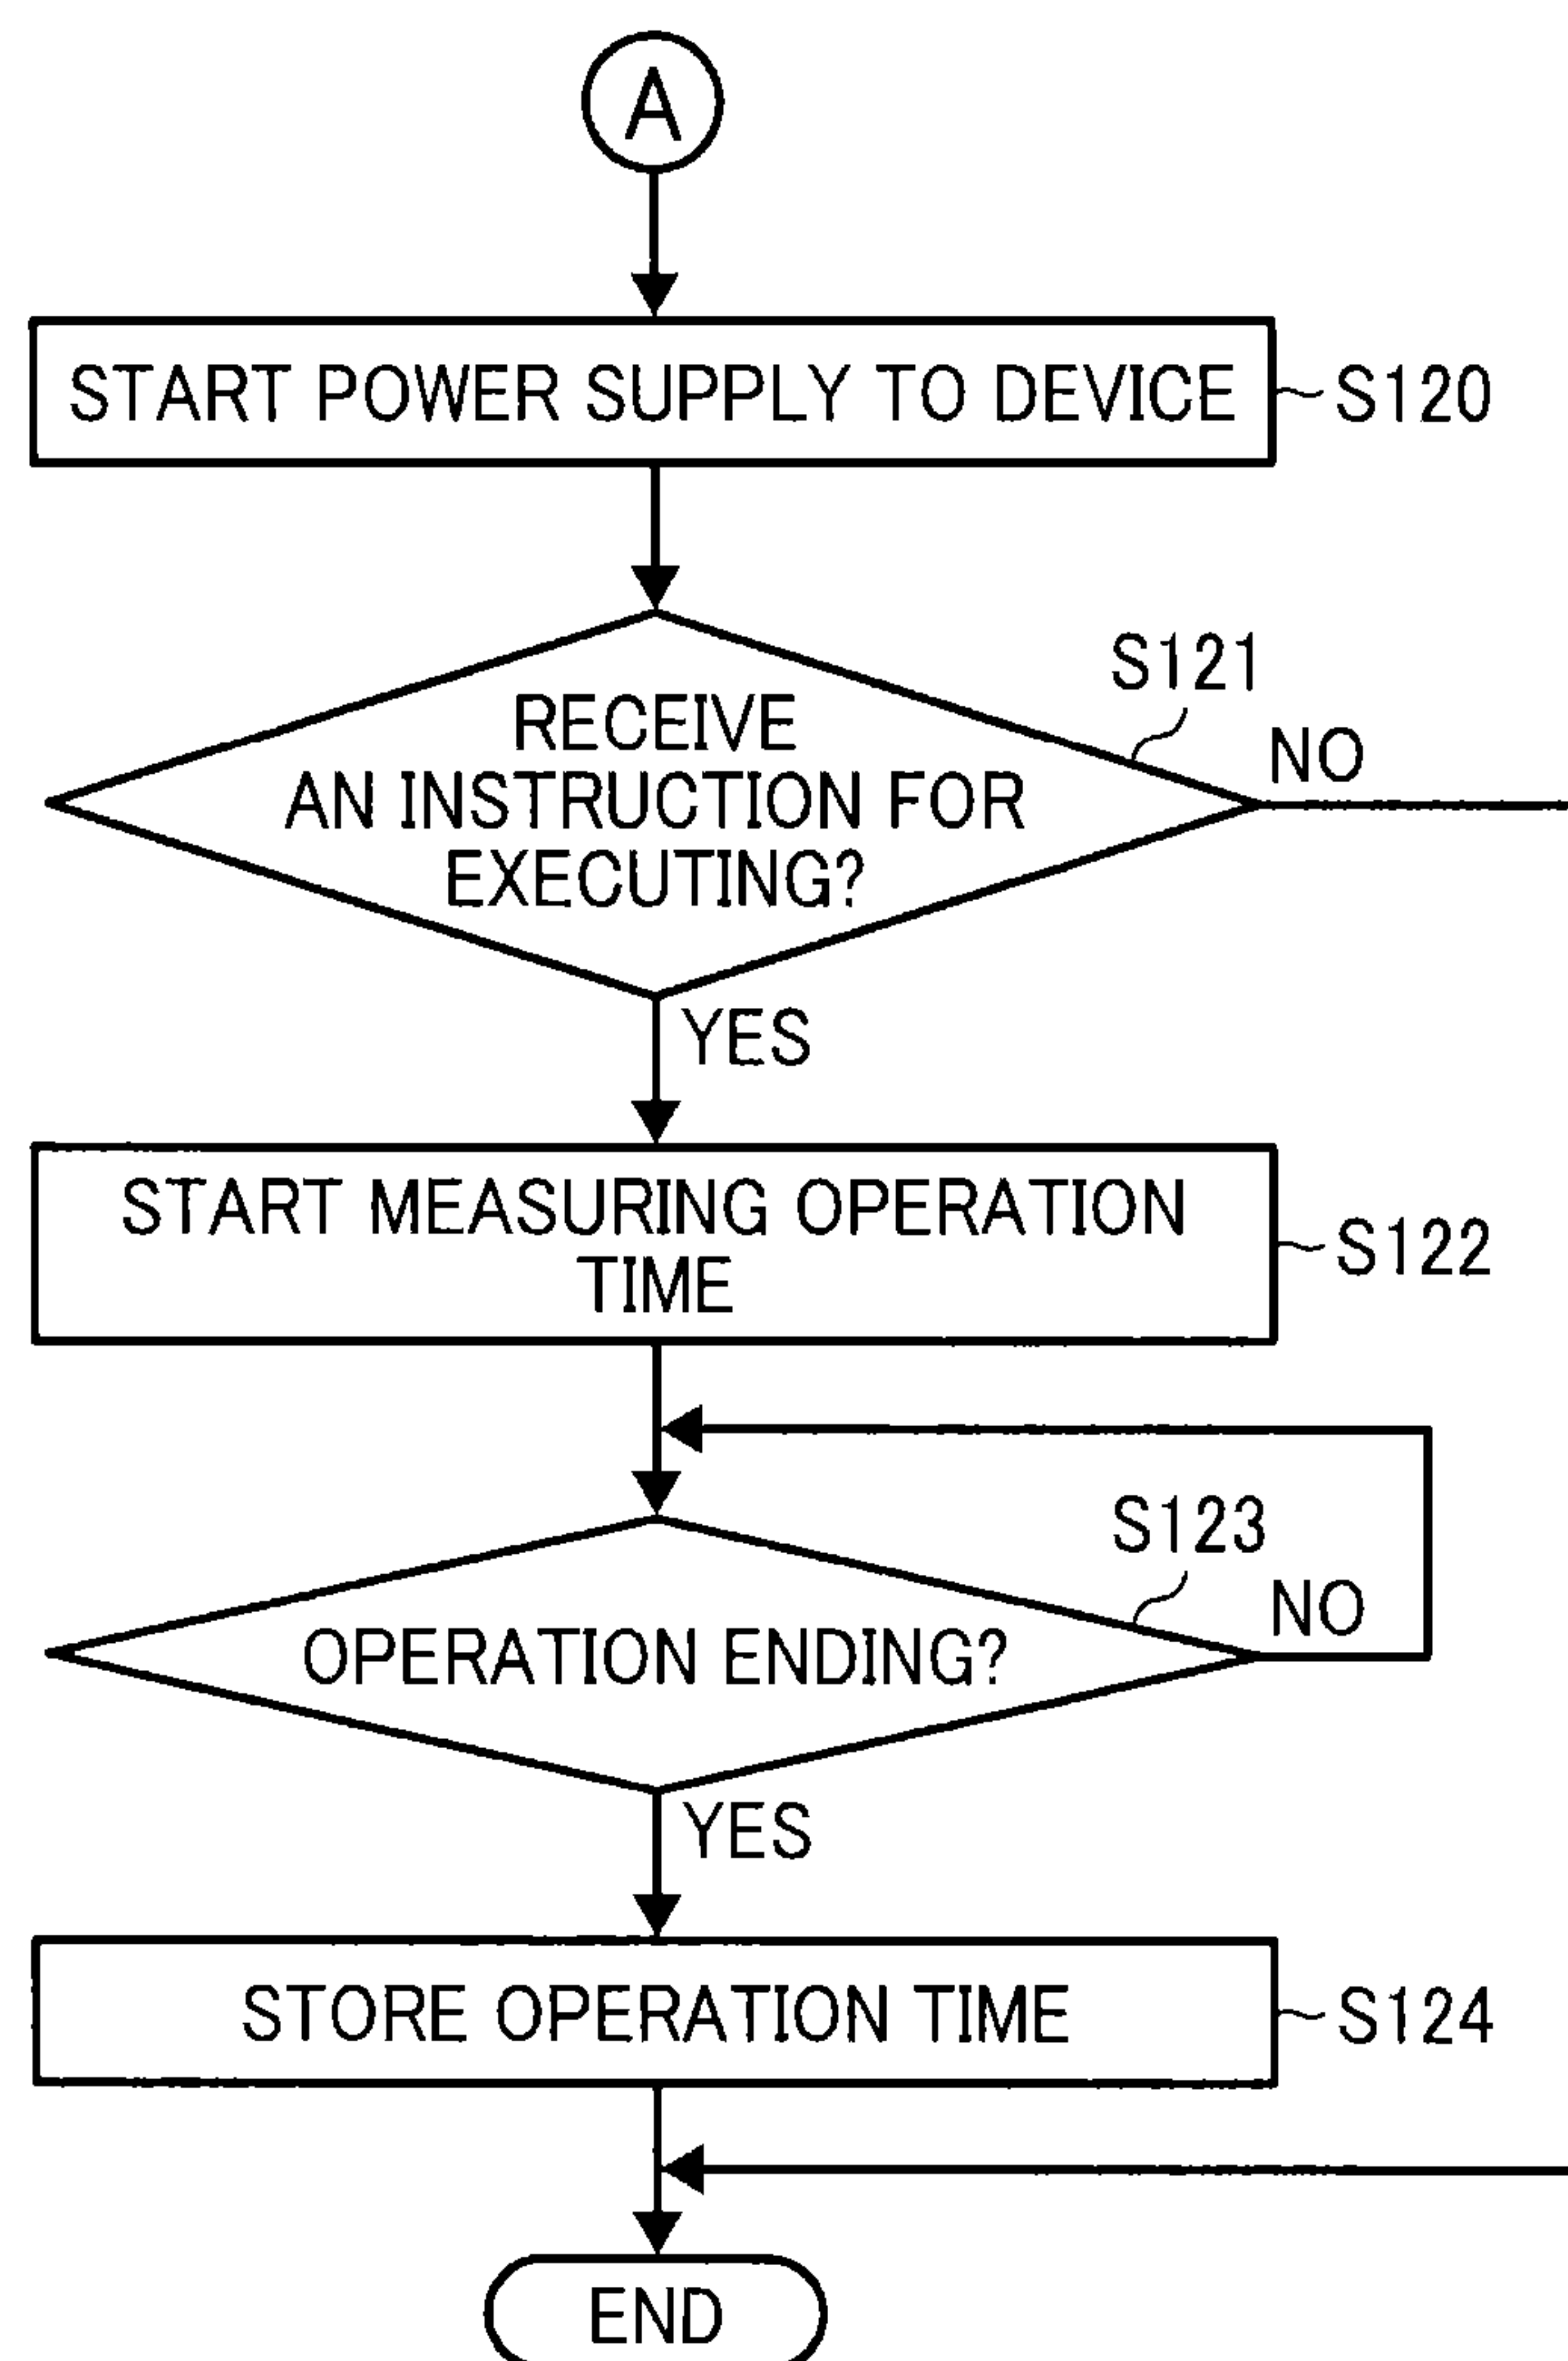 A
START POWER SUPPLY TO DEVICE
S120
S121
RECEIVE
AN INSTRUCTION FOR
EXECUTING?
NO
YES
START MEASURING OPERATION
TIME
S122
S123
OPERATION ENDING?
NO
YES
STORE OPERATION TIME
S124
END